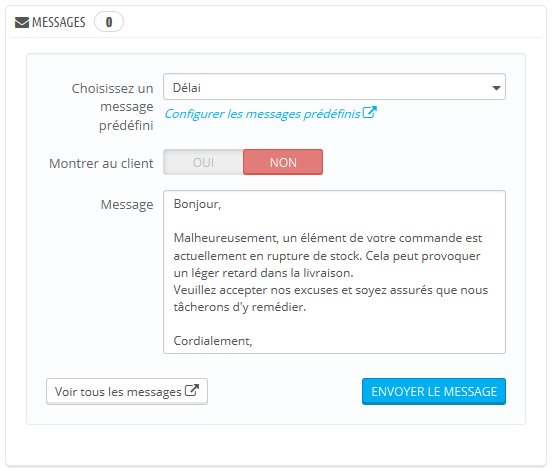 MESSAGES 0
Choisissez un
message
prédéfini
Délai
Configurer les messages prédéfinis
Montrer au client
OUI
NON
Message
Bonjour,
Malheureusement, un élément de votre commande est
actuellement en rupture de stock. Cela peut provoquer
un léger retard dans la livraison.
Veuillez accepter nos excuses et soyez assurés que nous
tâcherons d'y remédier.
Cordialement,
Voir tous les messages
ENVOYER LE MESSAGE